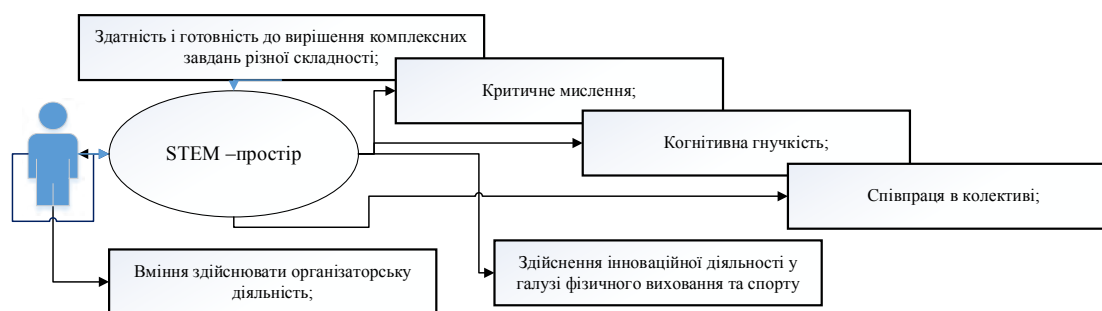 Здатність і готовність до вирішення комплексних
завдань різної складності;
Критичне мислення;
Когнітивна гнучкість;
STEM –простір
Співпраця в колективі;
Вміння здійснювати організаторську
діяльність;
Здійснення інноваційної діяльності у
галузі фізичного виховання та спорту